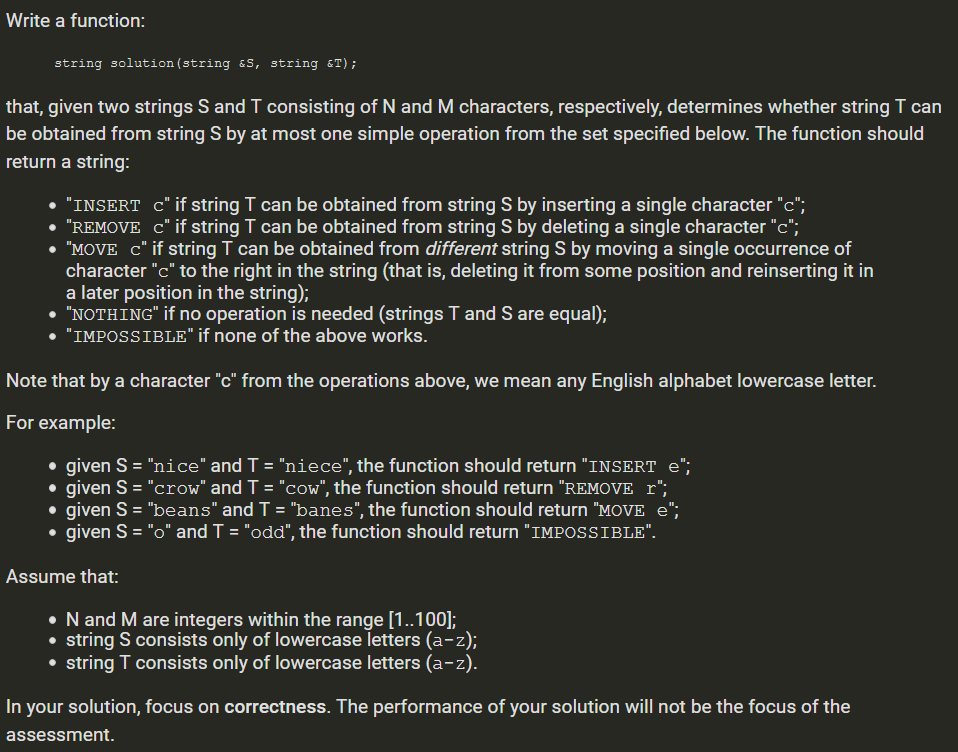 Write a function:
string solution(string &S, string &T);
that, given two strings S and T consisting of N and M characters, respectively, determines whether string T can
be obtained from string S by at most one simple operation from the set specified below. The function should
return a string:
• "INSERT c" if string T can be obtained from string S by inserting a single character "c";
• "REMOVE c" if string T can be obtained from string S by deleting a single character "c";
• "MOVE c" if string T can be obtained from different string S by moving a single occurrence of
character "c" to the right in the string (that is, deleting it from some position and reinserting it in
a later position in the string);
• "NOTHING" if no operation is needed (strings T and S are equal);
• "IMPOSSIBLE" if none of the above works.
Note that by a character "c" from the operations above, we mean any English alphabet lowercase letter.
For example:
• given S = "nice" and T = "niece", the function should return "INSERT e";
• given S = "crow" and T = "cow", the function should return "REMOVE r";
• given S = "beans" and T = "banes", the function should return "MOVE e";
• given S = "o" and T = "odd", the function should return "IMPOSSIBLE".
Assume that:
• N and M are integers within the range [1..100];
• string S consists only of lowercase letters (a-z);
• string T consists only of lowercase letters (a-z).
In your solution, focus on correctness. The performance of your solution will not be the focus of the
assessment.